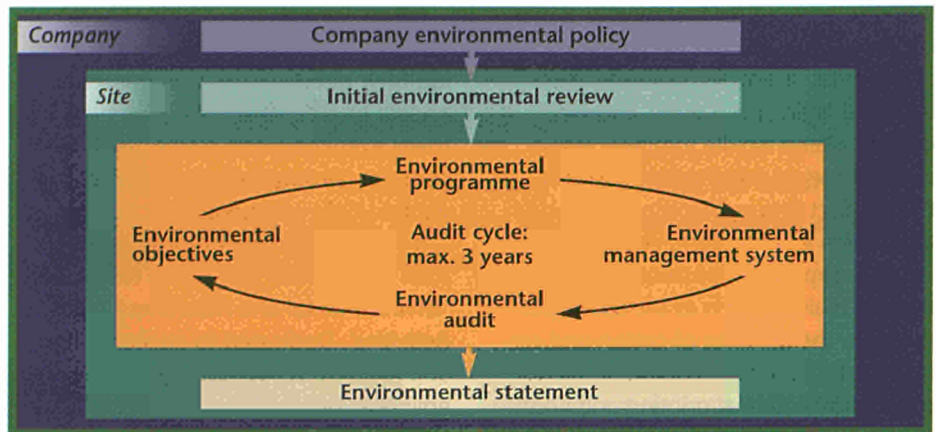 Company
Company environmental policy
Site
Initial environmental review
Environmental
programme
Environmental
objectives
Audit cycle:
max. 3 years
Environmental
management system
Environmental
audit
Environmental statement